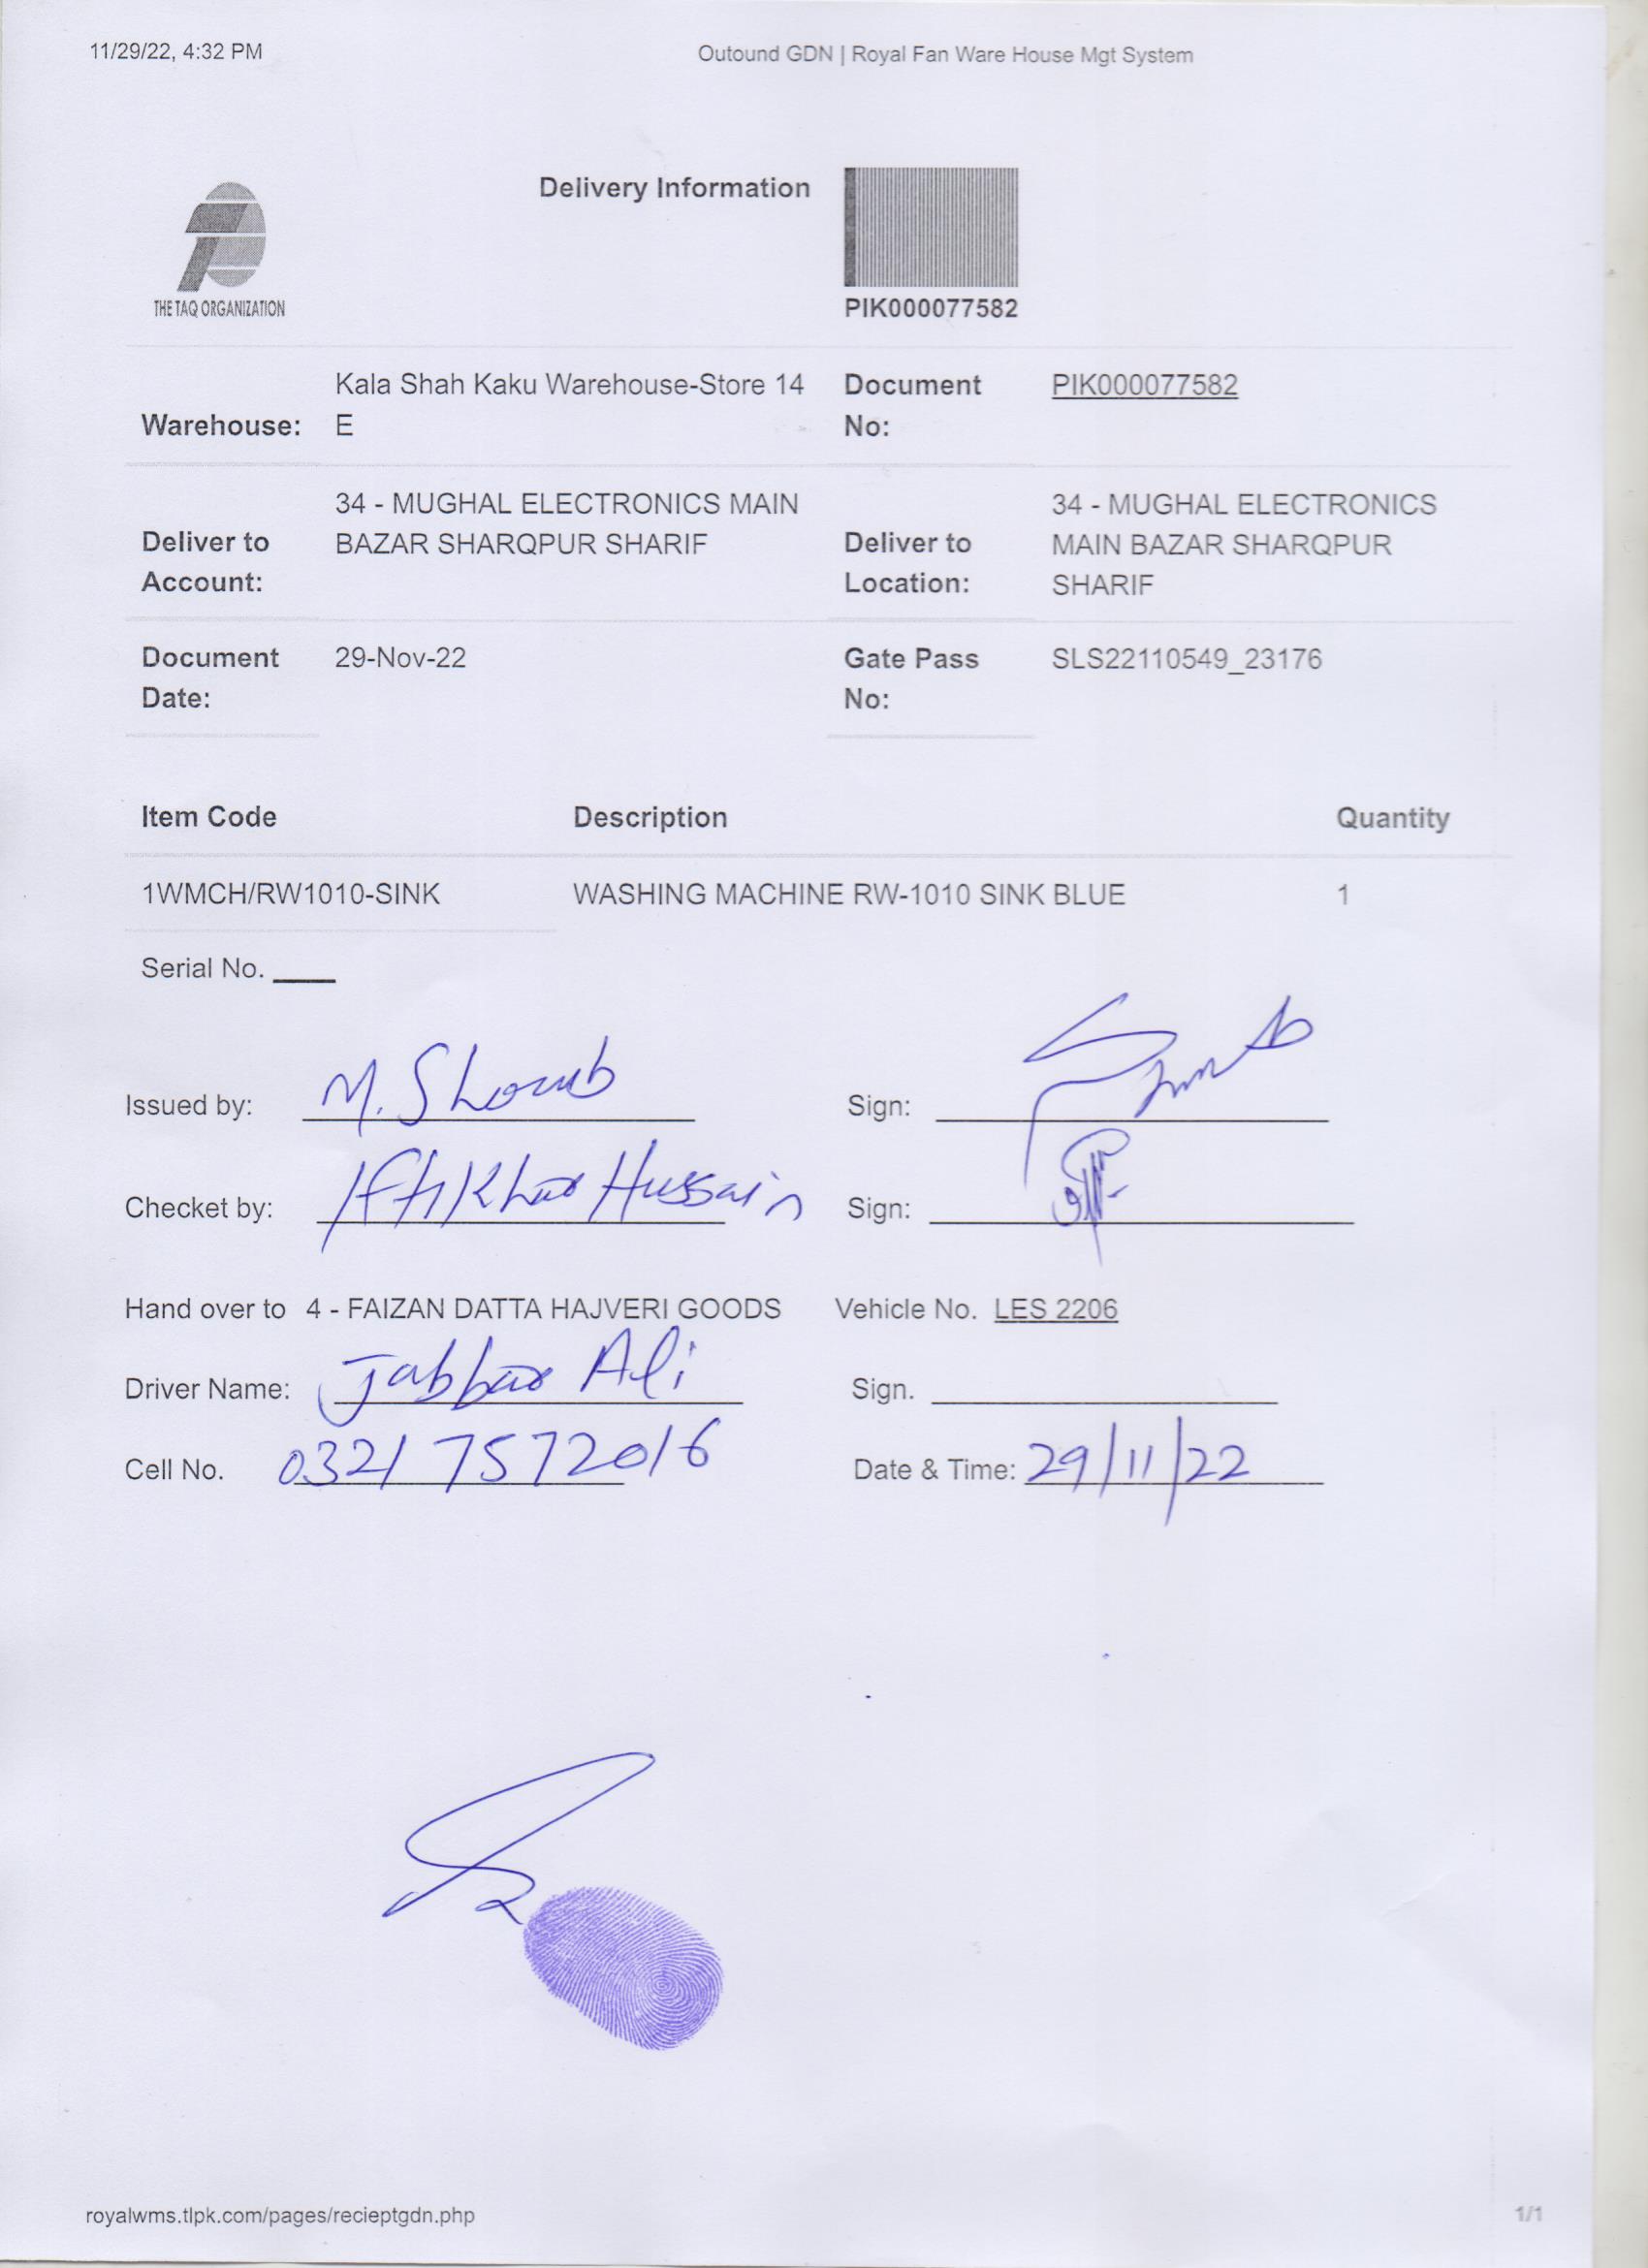 11/29/22, 4:32 PM
Outound GDN | Royal Fan Ware House Mgt System
Delivery Information
THE TAQ ORGANIZATION
PIK000077582
Warehouse: Kala Shah Kaku Warehouse-Store 14 E
Document No: PIK000077582
Deliver to Account: 34 - MUGHAL ELECTRONICS MAIN BAZAR SHARQPUR SHARIF
Deliver to Location: 34 - MUGHAL ELECTRONICS MAIN BAZAR SHARQPUR SHARIF
Document Date: 29-Nov-22
Gate Pass No: SLS22110549_23176
Item Code Description Quantity
1WMCH/RW1010-SINK WASHING MACHINE RW-1010 SINK BLUE 1
Serial No.
Issued by: M. Sign:
Checket by: Iftikhar Hussain Sign:
Hand over to 4 - FAIZAN DATTA HAJVERI GOODS Vehicle No. LES 2206
Driver Name: Jabbar Ali Sign.
Cell No. 0321 7572016 Date & Time: 29/11/22
royalwms.tlpk.com/pages/recieptgdn.php
1/1